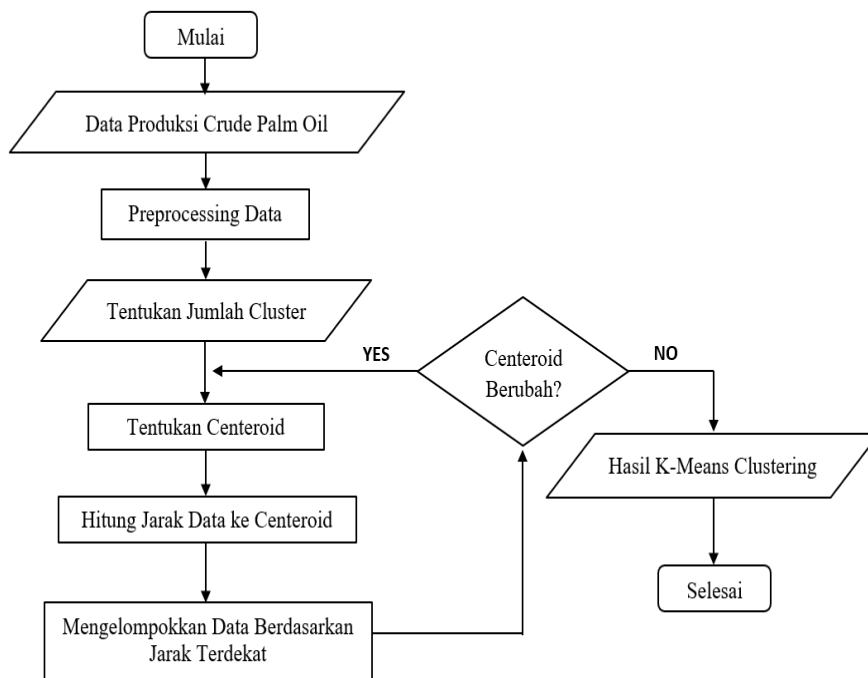 Mulai
Data Produksi Crude Palm Oil
Preprocessing Data
Tentukan Jumlah Cluster
YES
Centeroid
Berubah?
NO
Tentukan Centeroid
Hasil K-Means Clustering
Hitung Jarak Data ke Centeroid
Selesai
Mengelompokkan Data Berdasarkan
Jarak Terdekat